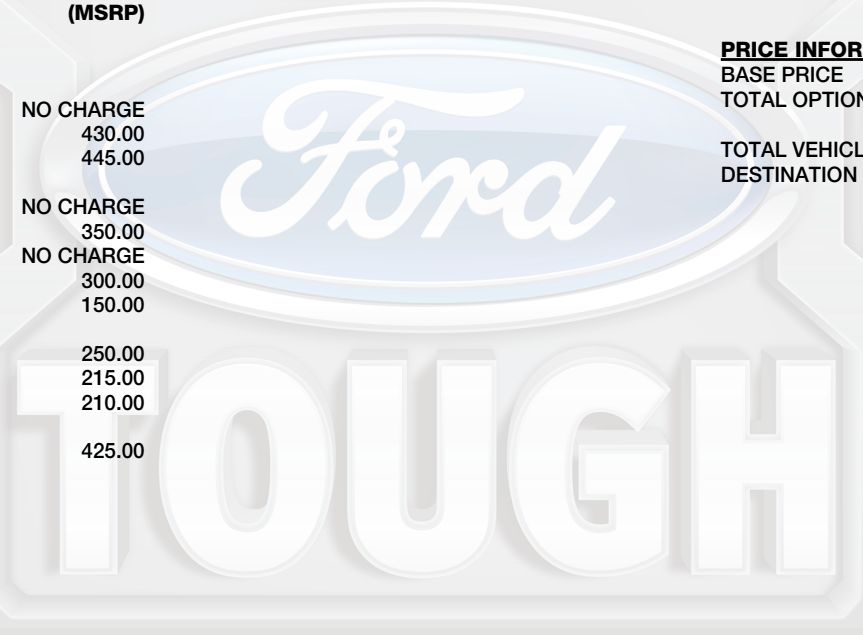 (MSRP)
NO CHARGE
430.00
445.00
NO CHARGE
350.00
NO CHARGE
300.00
150.00
250.00
215.00
210.00
425.00
PRICE INFOR
BASE PRICE
TOTAL OPTION
TOTAL VEHICL
DESTINATION
Ford
TOUGH